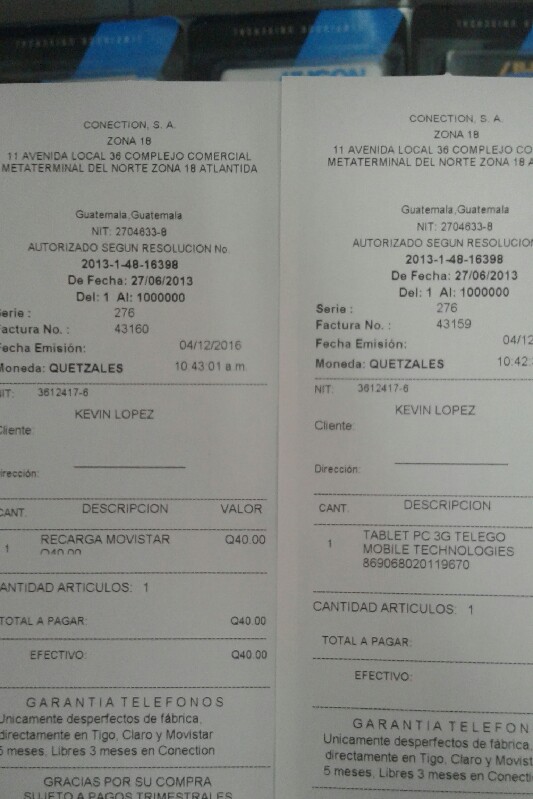 CONECTION, S. A.
ZONA 18
11 AVENIDA LOCAL 36 COMPLEJO COMERCIAL
METATERMINAL DEL NORTE ZONA 18 ATLANTIDA
Guatemala,Guatemala
NIT: 2704633-8
AUTORIZADO SEGUN RESOLUCION No.
2013-1-48-16398
De Fecha: 27/06/2013
Del: 1 Al: 1000000
Serie : 276
Factura No. : 43160
Fecha Emisión: 04/12/2016
Moneda: QUETZALES 10:43:01 a.m.
NIT: 3612417-6
KEVIN LOPEZ
Cliente:
Dirección:
CANT. DESCRIPCION VALOR
1 RECARGA MOVISTAR Q40.00
Q40.00
CANTIDAD ARTICULOS: 1
TOTAL A PAGAR: Q40.00
EFECTIVO: Q40.00
GARANTIA TELEFONOS
Unicamente desperfectos de fábrica,
directamente en Tigo, Claro y Movistar
5 meses. Libres 3 meses en Conection
GRACIAS POR SU COMPRA
SUJETO A PAGOS TRIMESTRALES
CONECTION, S. A.
ZONA 18
11 AVENIDA LOCAL 36 COMPLEJO CO
METATERMINAL DEL NORTE ZONA 18 A
Guatemala,Guatemala
NIT: 2704633-8
AUTORIZADO SEGUN RESOLUCION
2013-1-48-16398
De Fecha: 27/06/2013
Del: 1 Al: 1000000
Serie : 276
Factura No. : 43159
Fecha Emisión: 04/12
Moneda: QUETZALES 10:42:
NIT: 3612417-6
KEVIN LOPEZ
Cliente:
Dirección:
CANT. DESCRIPCION
1 TABLET PC 3G TELEGO
MOBILE TECHNOLOGIES
869068020119670
CANTIDAD ARTICULOS: 1
TOTAL A PAGAR:
EFECTIVO:
GARANTIA TELEFON
Unicamente desperfectos de fábrica,
directamente en Tigo, Claro y Movist
5 meses. Libres 3 meses en Conecti